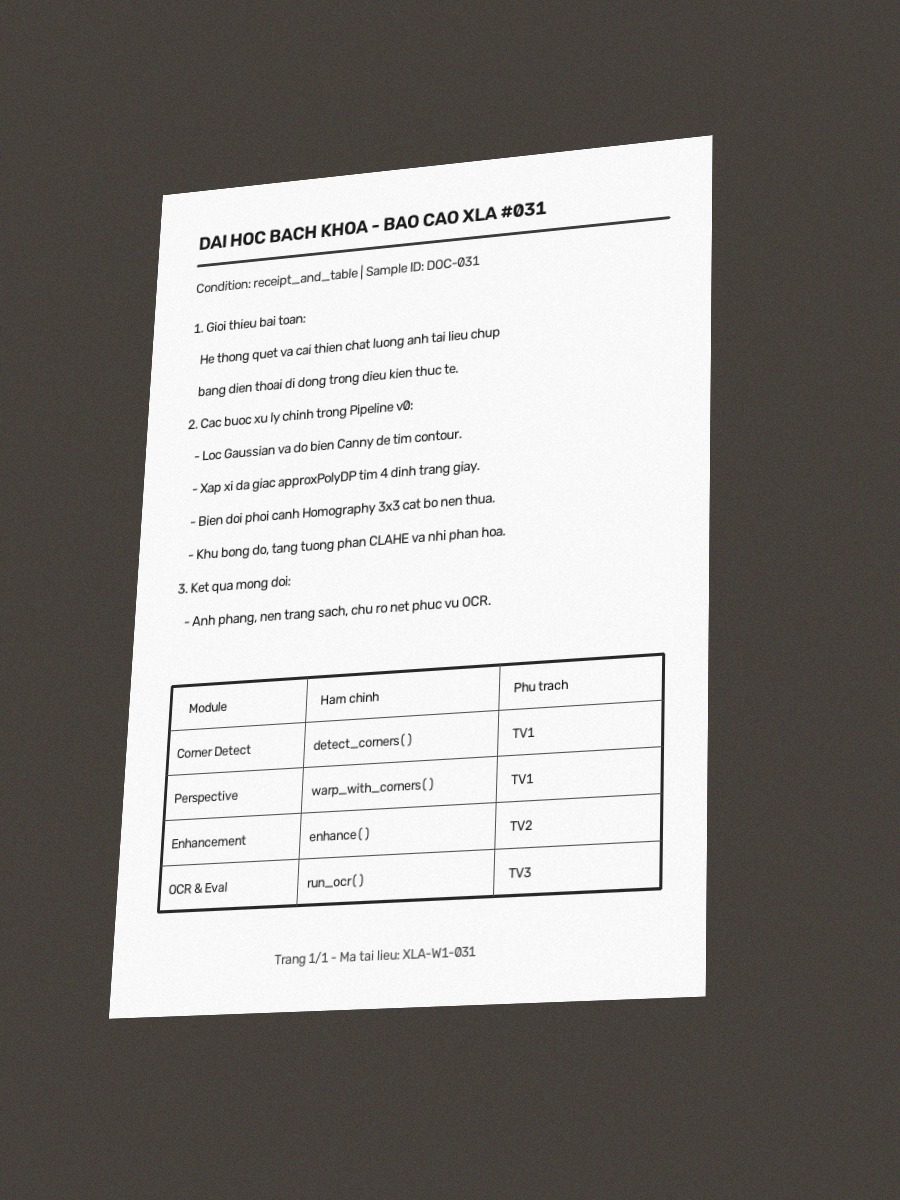 DAI HOC BACH KHOA - BAO CAO XLA #031
Condition: receipt_and_table | Sample ID: DOC-031
1. Gioi thieu bai toan:
He thong quet va cai thien chat luong anh tai lieu chup
bang dien thoai di dong trong dieu kien thuc te.
2. Cac buoc xu ly chinh trong Pipeline v0:
- Loc Gaussian va do bien Canny de tim contour.
- Xap xi da giac approxPolyDP tim 4 dinh trang giay.
- Bien doi phoi canh Homography 3x3 cat bo nen thua.
- Khu bong do, tang tuong phan CLAHE va nhi phan hoa.
3. Ket qua mong doi:
- Anh phang, nen trang sach, chu ro net phuc vu OCR.
Module Ham chinh Phu trach
Corner Detect detect_corners() TV1
Perspective warp_with_corners() TV1
Enhancement enhance() TV2
OCR & Eval run_ocr() TV3
Trang 1/1 - Ma tai lieu: XLA-W1-031